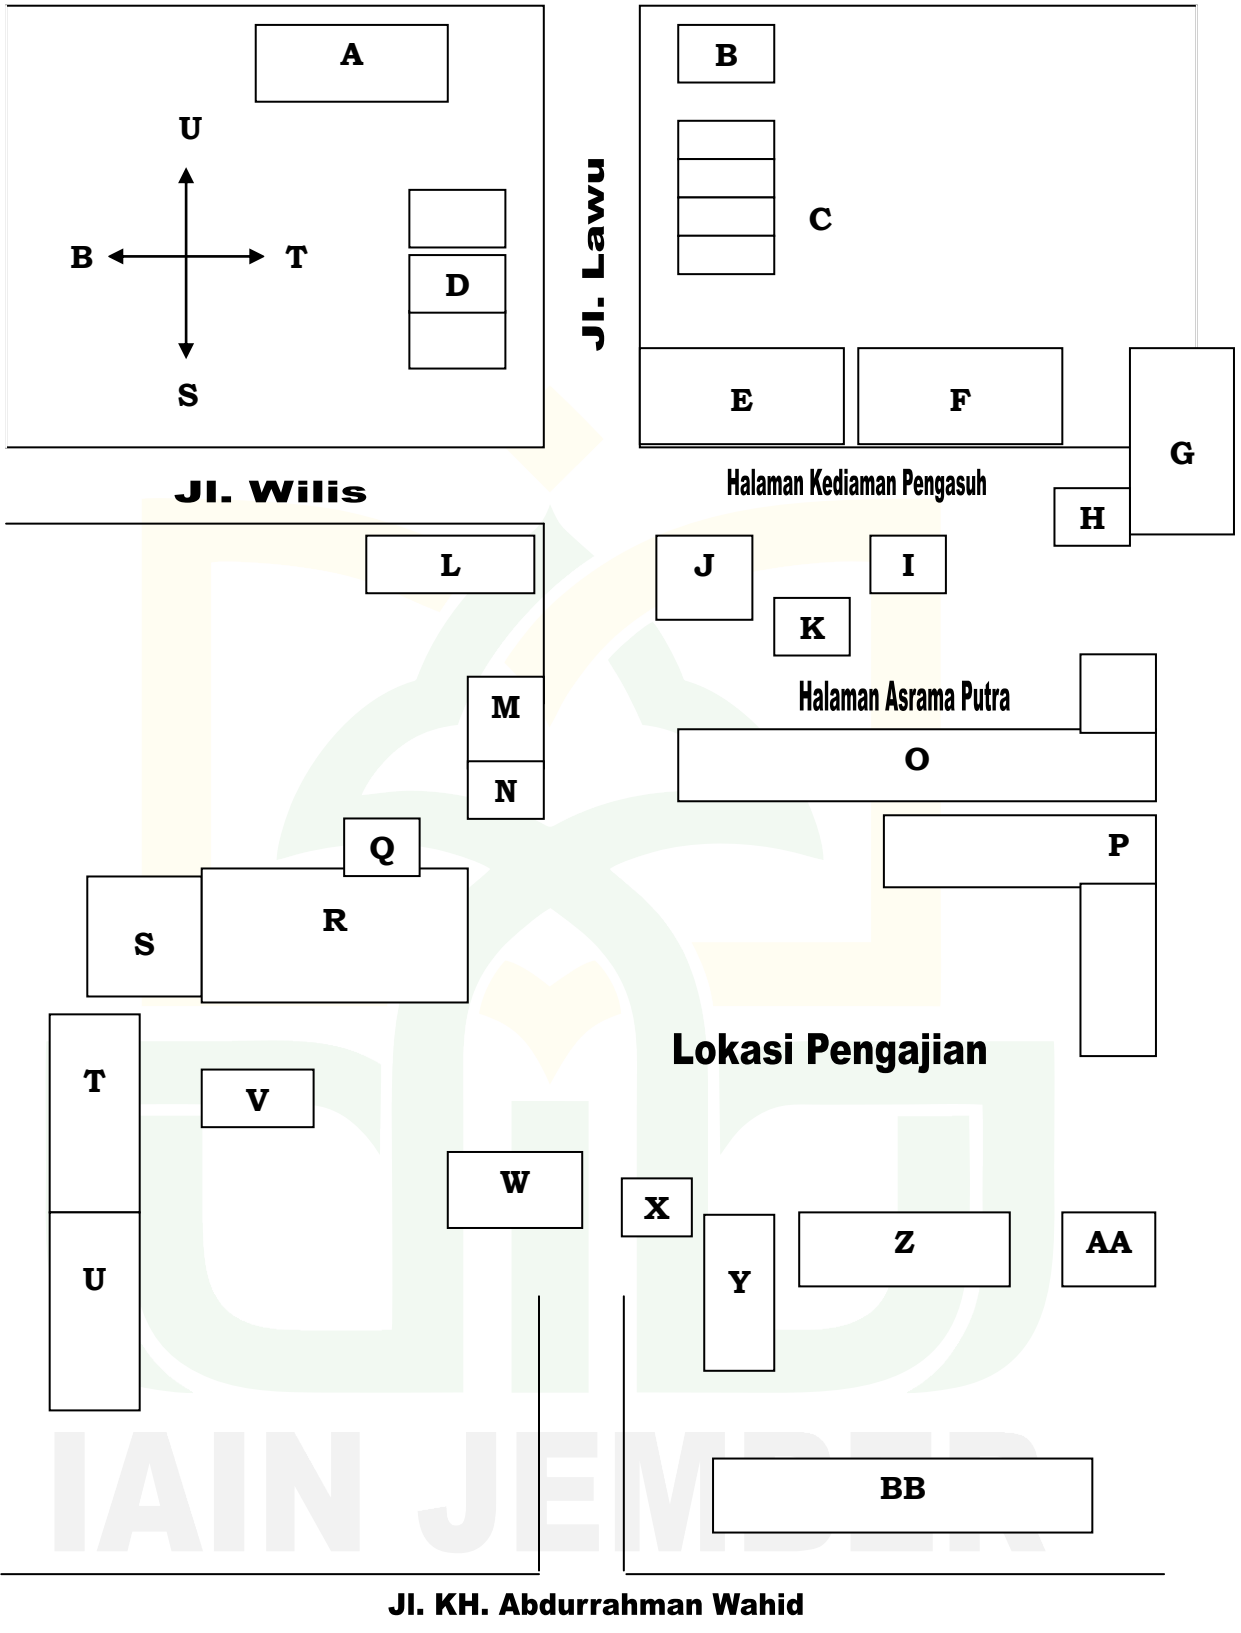 A
B
U
Jl. Lawu
C
B
T
D
S
E
F
G
Jl. Wilis
Halaman Kediaman Pengasuh
H
L
J
I
K
M
Halaman Asrama Putra
O
N
Q
P
R
S
Lokasi Pengajian
T
V
W
X
Z
AA
U
Y
IAIN JEMBER
BB
Jl. KH. Abdurrahman Wahid